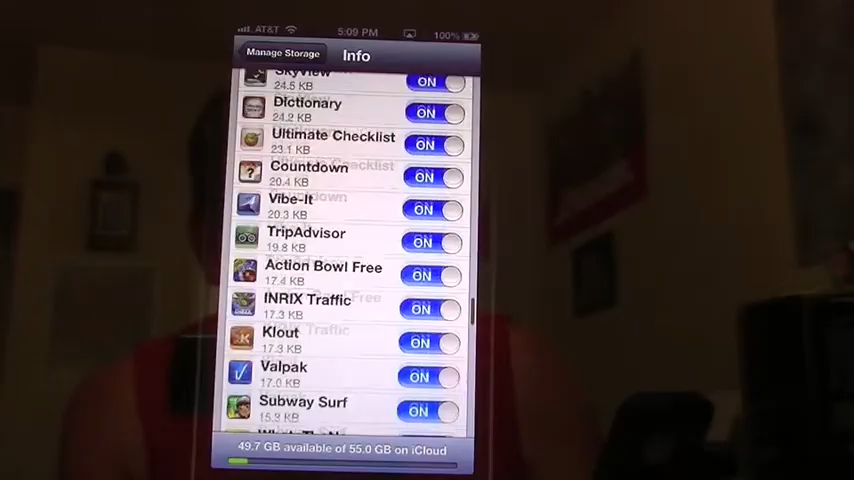 AT&T 5:09 PM 100%
Manage Storage Info
SkyView ON
24.5 KB
Dictionary ON
24.2 KB
Ultimate Checklist ON
23.1 KB
Countdown ON
20.4 KB
Vibe-It ON
20.3 KB
TripAdvisor ON
19.8 KB
Action Bowl Free ON
17.4 KB
INRIX Traffic ON
17.3 KB
Klout ON
17.3 KB
Valpak ON
17.0 KB
Subway Surf ON
15.3 KB
49.7 GB available of 55.0 GB on iCloud